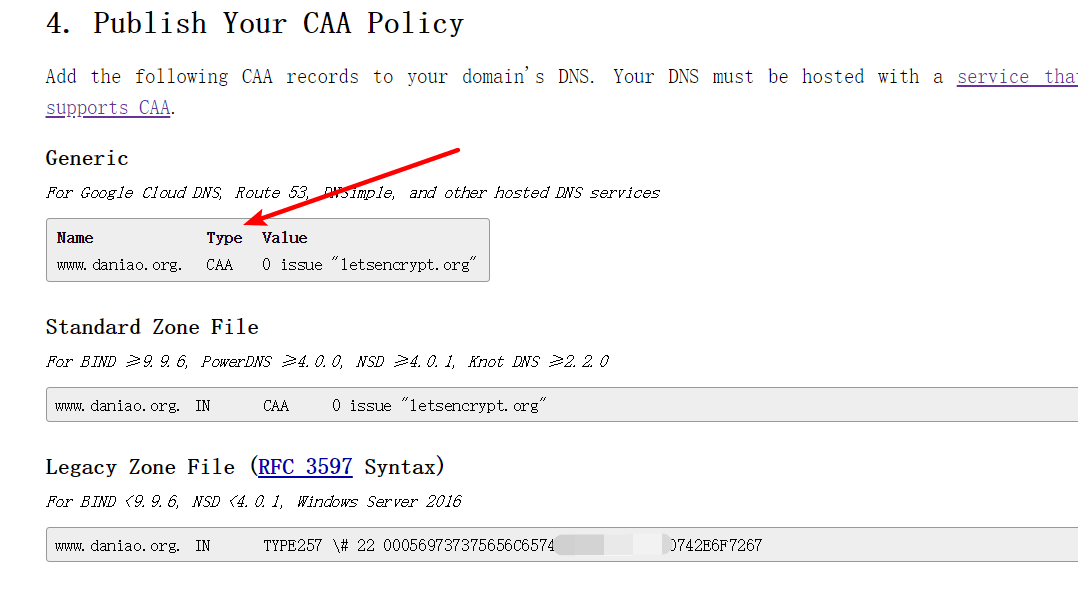 4. Publish Your CAA Policy
Add the following CAA records to your domain's DNS. Your DNS must be hosted with a service that
supports CAA.
Generic
For Google Cloud DNS, Route 53, DNSimple, and other hosted DNS services
Name Type Value
www.daniao.org. CAA 0 issue "letsencrypt.org"
Standard Zone File
For BIND ≥9.9.6, PowerDNS ≥4.0.0, NSD ≥4.0.1, Knot DNS ≥2.2.0
www.daniao.org. IN CAA 0 issue "letsencrypt.org"
Legacy Zone File (RFC 3597 Syntax)
For BIND <9.9.6, NSD <4.0.1, Windows Server 2016
www.daniao.org. IN TYPE257 \# 22 000569737375656C6574 0742E6F7267